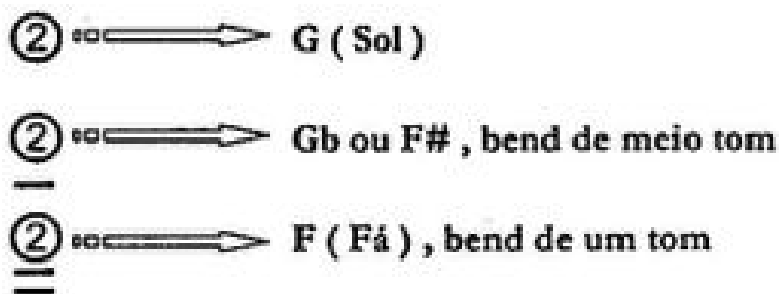 ② G ( Sol )
② Gb ou F# , bend de meio tom
② F ( Fá ) , bend de um tom